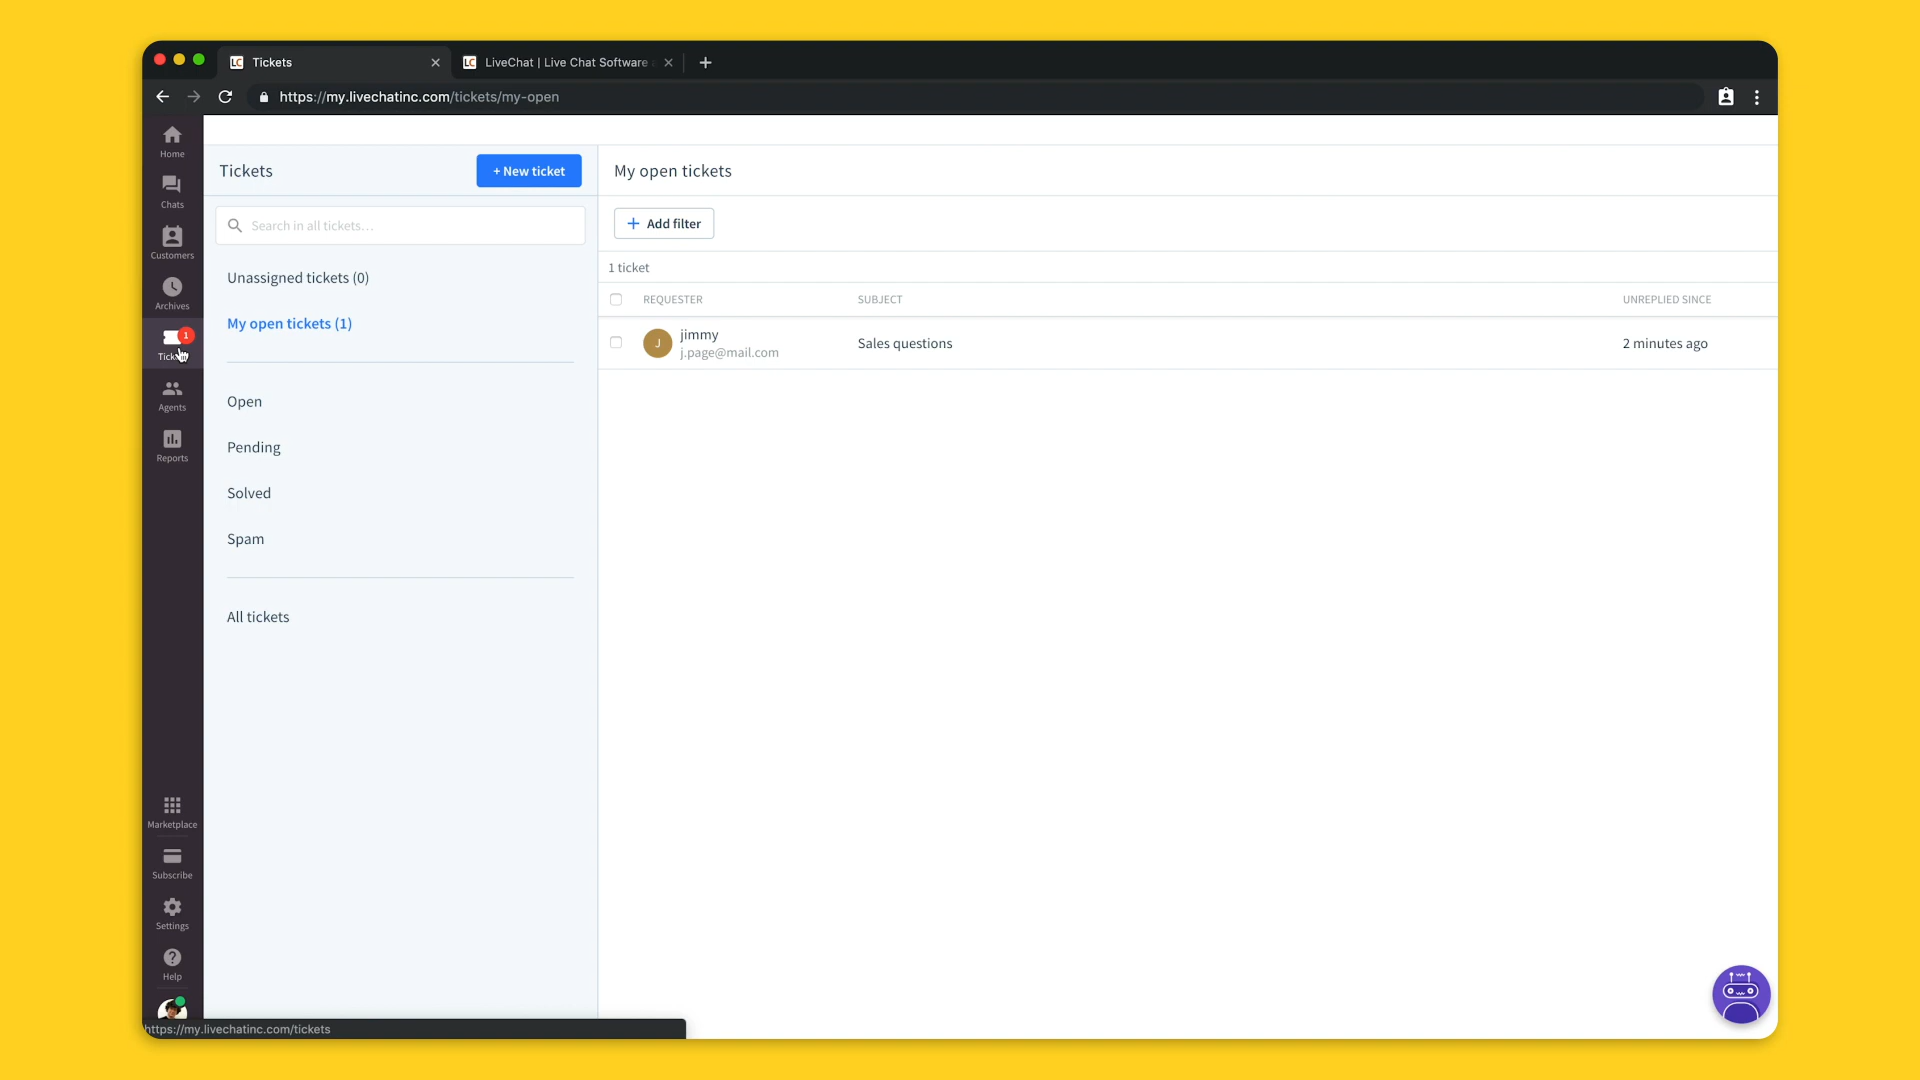 LC Tickets
LC LiveChat | Live Chat Software
https://my.livechatinc.com/tickets/my-open
Home
Chats
Customers
Archives
1
Agents
Reports
Marketplace
Subscribe
Settings
Help
Tickets
+ New ticket
Search in all tickets...
Unassigned tickets (0)
My open tickets (1)
Open
Pending
Solved
Spam
All tickets
My open tickets
+ Add filter
1 ticket
REQUESTER SUBJECT UNREPLIED SINCE
J jimmy
j.page@mail.com
Sales questions
2 minutes ago
https://my.livechatinc.com/tickets